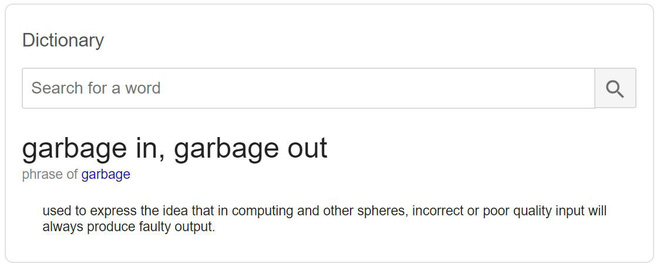 Dictionary
Search for a word
garbage in, garbage out
phrase of garbage
used to express the idea that in computing and other spheres, incorrect or poor quality input will
always produce faulty output.